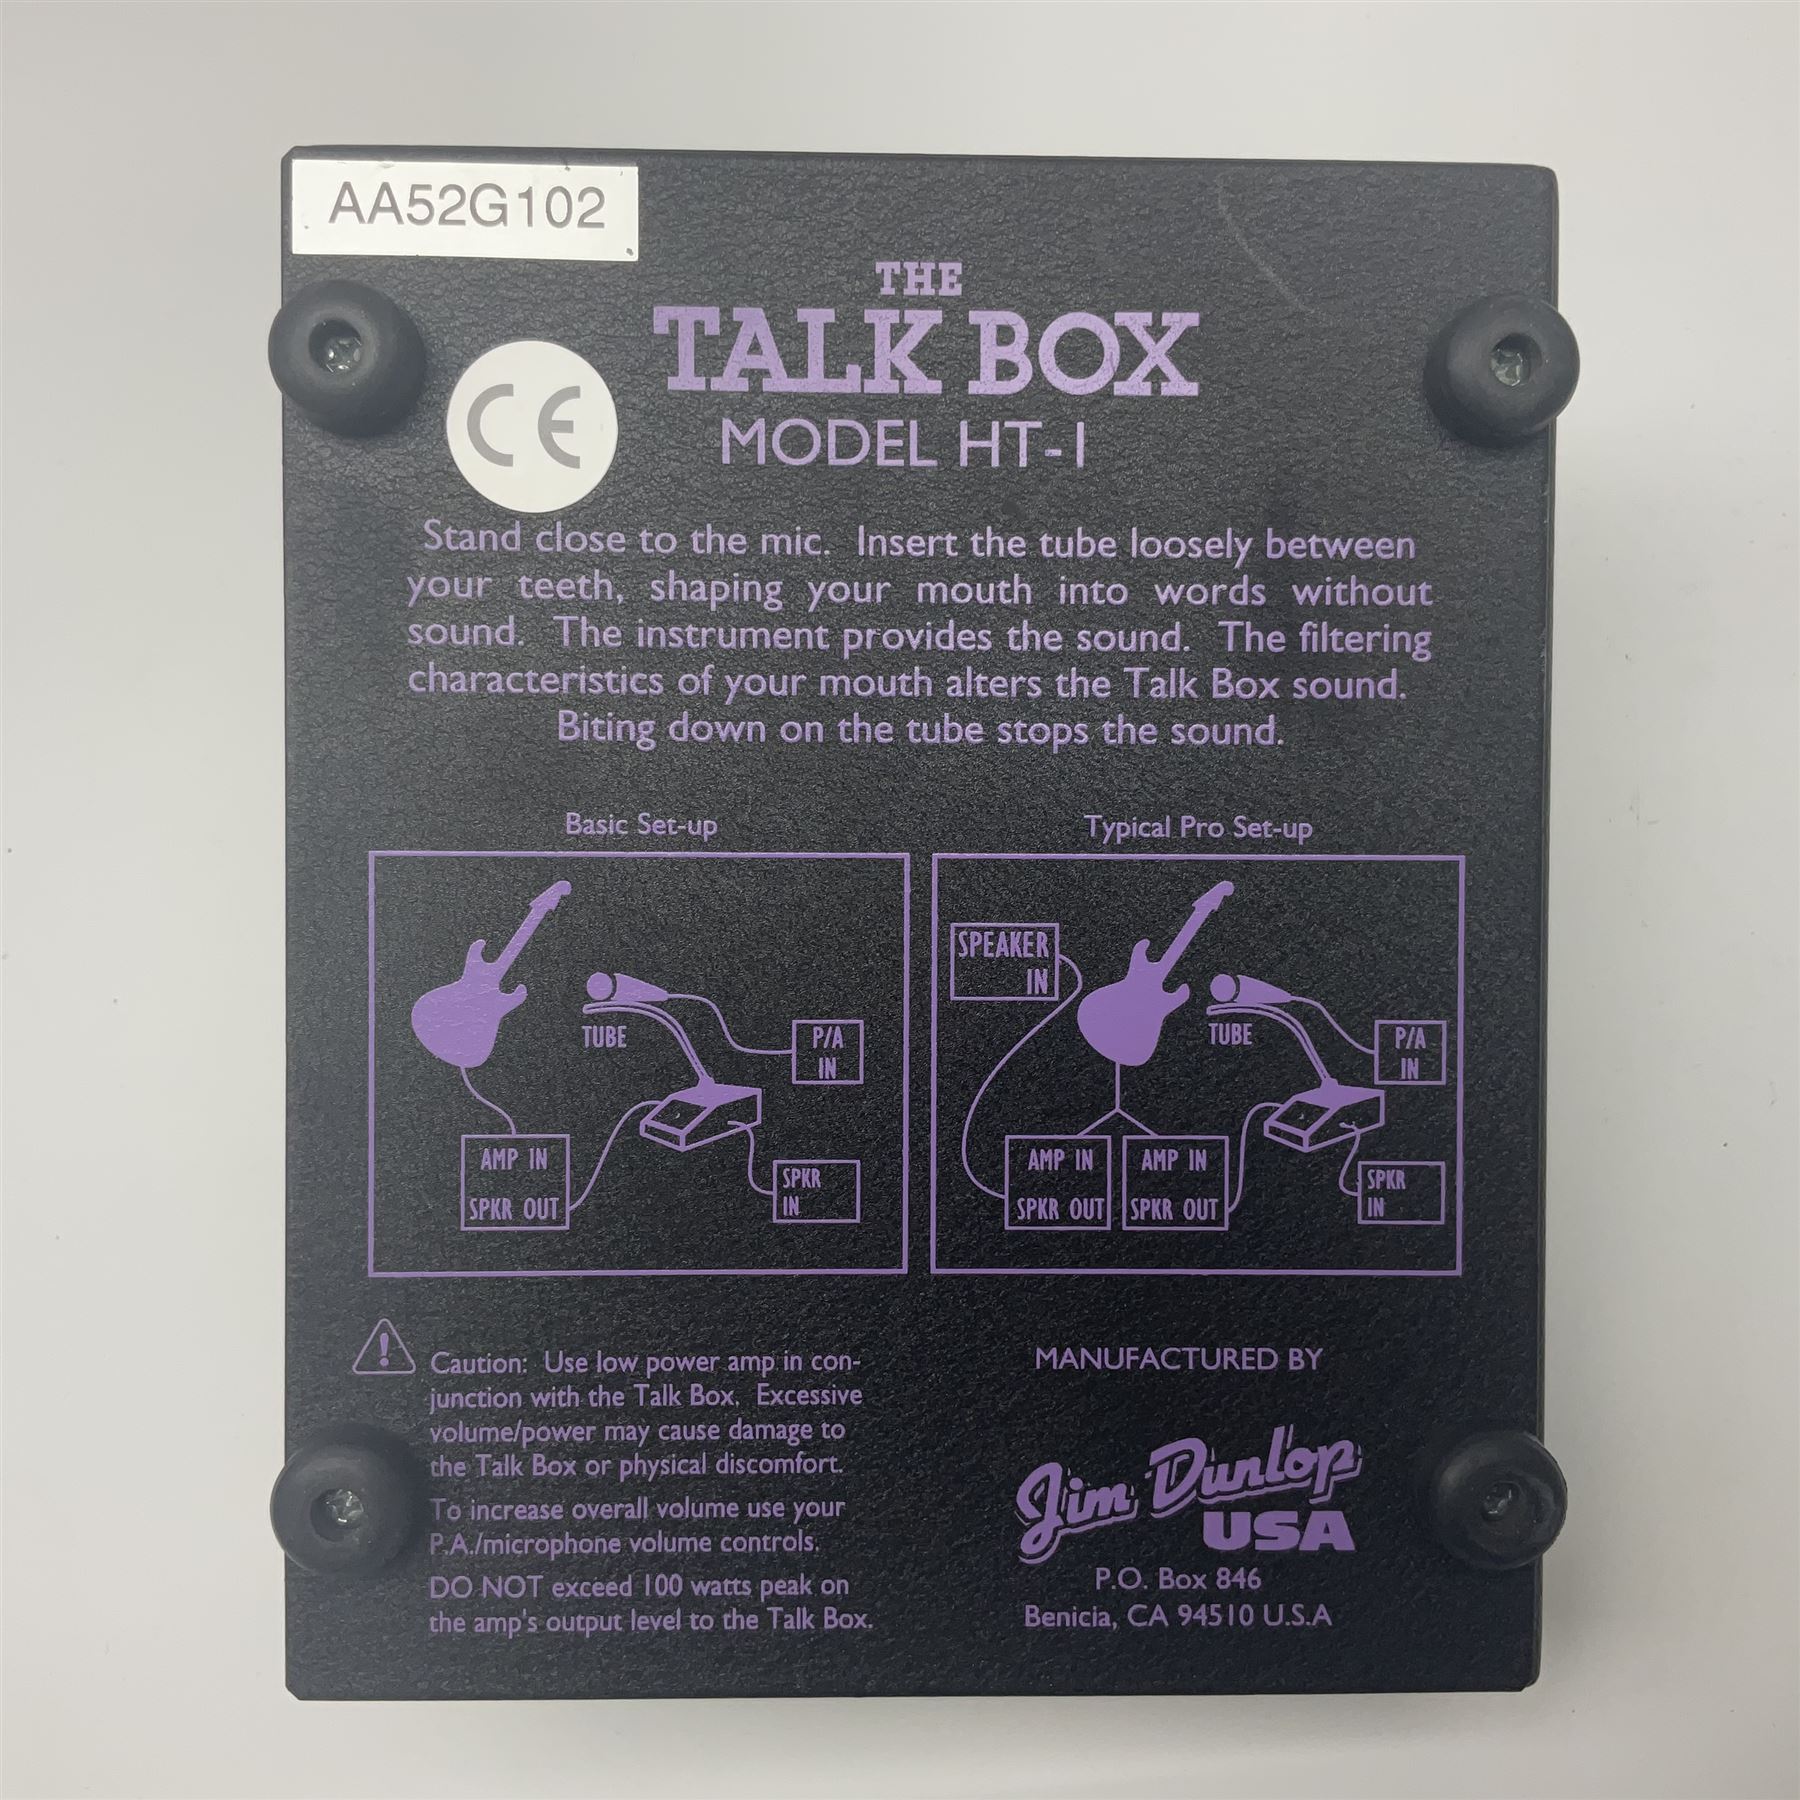 AA52G102
THE
TALK BOX
CE
MODEL HT-1
Stand close to the mic. Insert the tube loosely between
your teeth, shaping your mouth into words without
sound. The instrument provides the sound. The filtering
characteristics of your mouth alters the Talk Box sound.
Biting down on the tube stops the sound.
Basic Set-up
TUBE
P/A
IN
AMP IN
SPKR OUT
SPKR
IN
Typical Pro Set-up
SPEAKER
IN
TUBE
P/A
IN
AMP IN
SPKR OUT
AMP IN
SPKR OUT
SPKR
IN
! Caution: Use low power amp in con-
junction with the Talk Box. Excessive
volume/power may cause damage to
the Talk Box or physical discomfort.
To increase overall volume use your
P.A./microphone volume controls.
DO NOT exceed 100 watts peak on
the amp's output level to the Talk Box.
MANUFACTURED BY
Jim Dunlop
USA
P.O. Box 846
Benicia, CA 94510 U.S.A